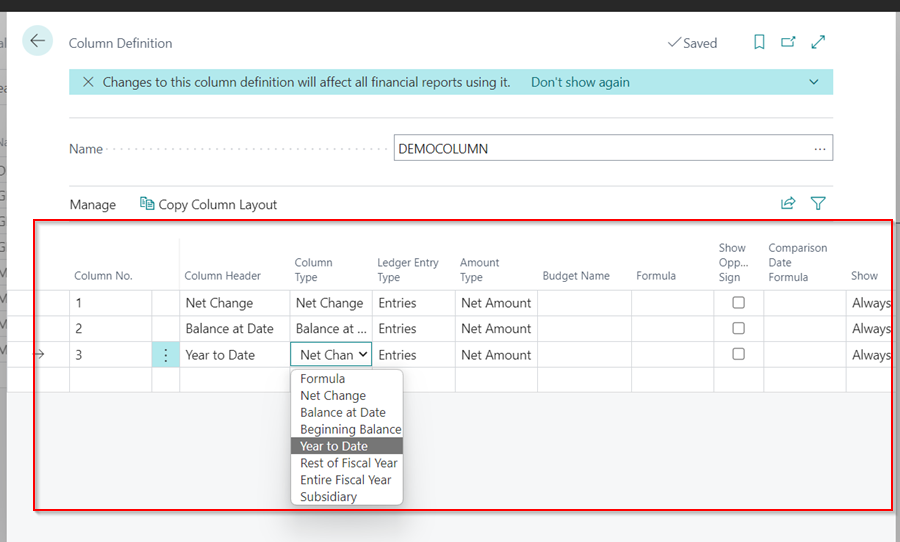 Column Definition
Saved
Changes to this column definition will affect all financial reports using it. Don't show again
Name
DEMOCOLUMN
Manage Copy Column Layout
Column No. Column Header Column Type Ledger Entry Type Amount Type Budget Name Formula Show Opp... Sign Comparison Date Formula Show
1 Net Change Net Change Entries Net Amount Always
2 Balance at Date Balance at ... Entries Net Amount Always
3 Year to Date Net Chan Entries Net Amount Always
Formula
Net Change
Balance at Date
Beginning Balance
Year to Date
Rest of Fiscal Year
Entire Fiscal Year
Subsidiary